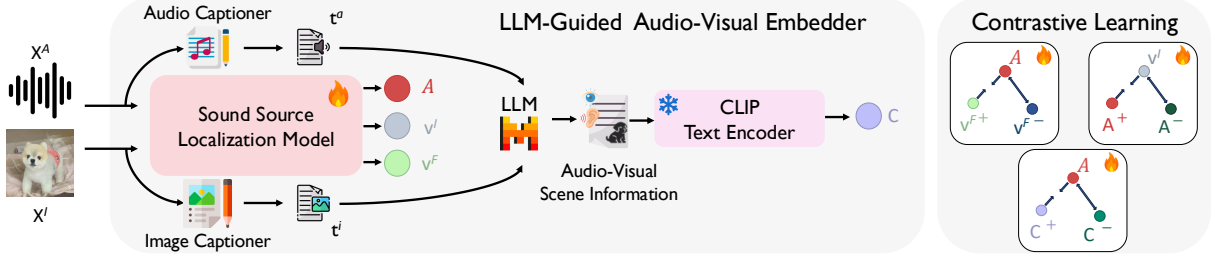 Audio Captioner
t^a
LLM-Guided Audio-Visual Embedder
Contrastive Learning
X^A
Sound Source
Localization Model
A
v^I
v^F
LLM
CLIP
Text Encoder
C
Audio-Visual
Scene Information
X^I
Image Captioner
t^i
A
v^F+
v^F−
v^I
A^+
A^−
A
C^+
C^−